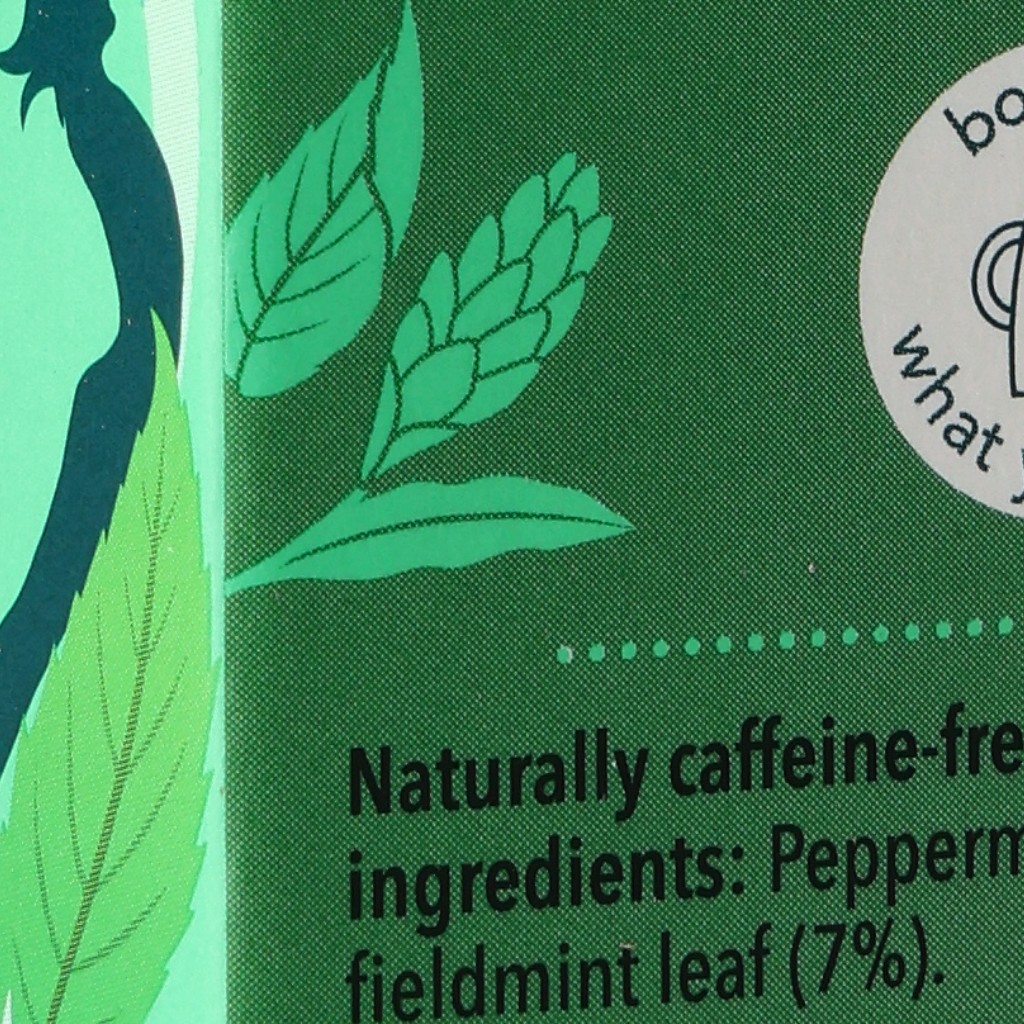 bo
what y
Naturally caffeine-fre
ingredients: Pepperm
fieldmint leaf (7%).